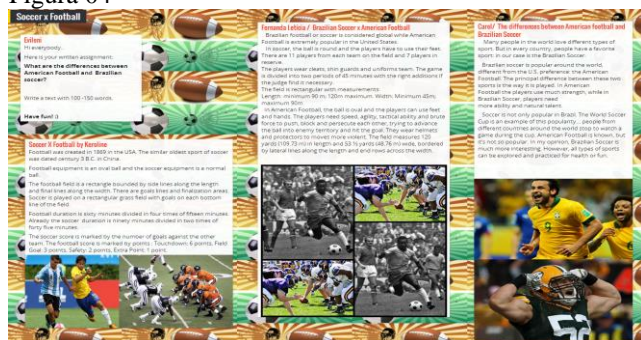 Figura 04
Soccer x Football
Erileni
Hi everybody.
Here is your written assignment:
What are the differences between
American Football and Brazilian
soccer?
Write a text with 100 -150 words.
Have fun! :)
Soccer X Football by Keroline
Football was created in 1869 in the USA. The similar oldest sport of soccer
was dated century 3 B.C. in China.
Football equipment is an oval ball and the soccer equipment is a normal
ball.
The football field is a rectangle bounded by side lines along the length
and final lines along the width. There are goals lines and finalization areas.
Soccer is played on a rectangular grass field with goals on each bottom
line of the field.
Football duration is sixty minutes divided in four times of fifteen minutes.
Already the soccer duration is ninety minutes divided in two times of
forty five minutes.
The soccer score is marked by the number of goals against the other
team. The football score is marked by points : Touchdown: 6 points, Field
Goal: 3 points, Safety: 2 points, Extra Point: 1 point.
Fernanda Letícia / Brazilian Soccer x American Football
Brazilian football or soccer is considered global while American
Football is extremely popular in the United States.
In soccer, the ball is round and the players have to use their feet.
There are 11 players from each team on the field and 7 players in
reserve.
The players wear cleats, shin guards and uniforms team. The game
is divided into two periods of 45 minutes with the right additions if
the judge find it necessary.
The field is rectangular with measurements:
Length: minimum 90 m; 120m maximum. Width: Minimum 45m;
maximum 90m
In American Football, the ball is oval and the players can use feet
and hands. The players need speed, agility, tactical ability and brute
force to push, block and persecute each other, trying to advance
the ball into enemy territory and hit the goal. They wear helmets
and protectors to moves more violent. The field measured 120
yards (109.73 m) in length and 53 ⅓ yards (48.76 m) wide, bordered
by lateral lines along the length and end rows across the width.
Carol/ The differences between American football and
Brazilian Soccer
Many people in the world love different types of
sport. But in every country, people have a favorite
sport: in our case is the Brazilian Soccer.
Brazilian soccer is popular around the world,
different from the U.S. preference: the American
Football. The principal difference between these two
sports is the way it is played. In American
Football the players use much strength, while in
Brazilian Soccer, players need
more ability and natural talent.
Soccer is not only popular in Brazil. The World Soccer
Cup is an example of this popularity... people from
different countries around the world stop to watch a
game during the cup. American Football is known, but
it is not so popular. In my opinion, Brazilian Soccer is
much more interesting. However, all types of sports
can be explored and practiced for health or fun.
9
52